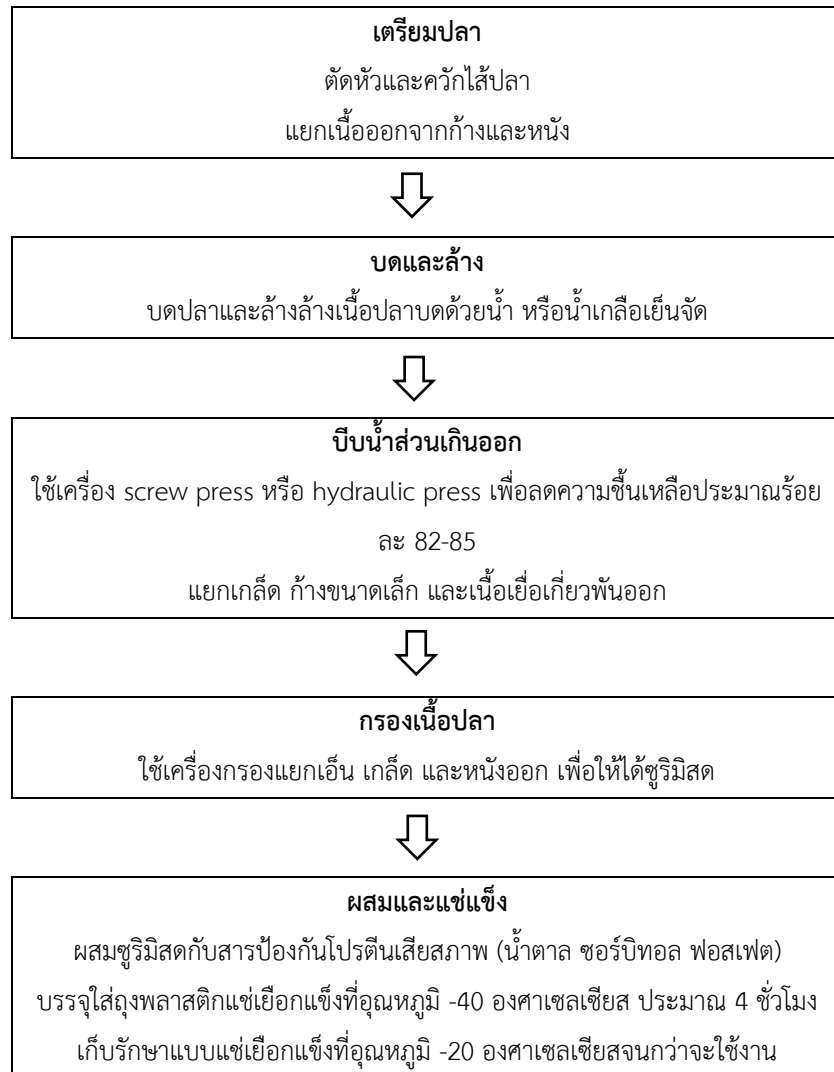 เตรียมปลา
ตัดหัวและควักไส้ปลา
แยกเนื้อออกจากก้างและหนัง
บดและล้าง
บดปลาและล้างล้างเนื้อปลาบดด้วยน้ำ หรือน้ำเกลือเย็นจัด
บีบน้ำส่วนเกินออก
ใช้เครื่อง screw press หรือ hydraulic press เพื่อลดความชื้นเหลือประมาณร้อย
ละ 82-85
แยกเกล็ด ก้างขนาดเล็ก และเนื้อเยื่อเกี่ยวพันออก
กรองเนื้อปลา
ใช้เครื่องกรองแยกเอ็น เกล็ด และหนังออก เพื่อให้ได้ซูริมิสด
ผสมและแช่แข็ง
ผสมซูริมิสดกับสารป้องกันโปรตีนเสียสภาพ (น้ำตาล ซอร์บิทอล ฟอสเฟต)
บรรจุใส่ถุงพลาสติกแช่เยือกแข็งที่อุณหภูมิ -40 องศาเซลเซียส ประมาณ 4 ชั่วโมง
เก็บรักษาแบบแช่เยือกแข็งที่อุณหภูมิ -20 องศาเซลเซียสจนกว่าจะใช้งาน